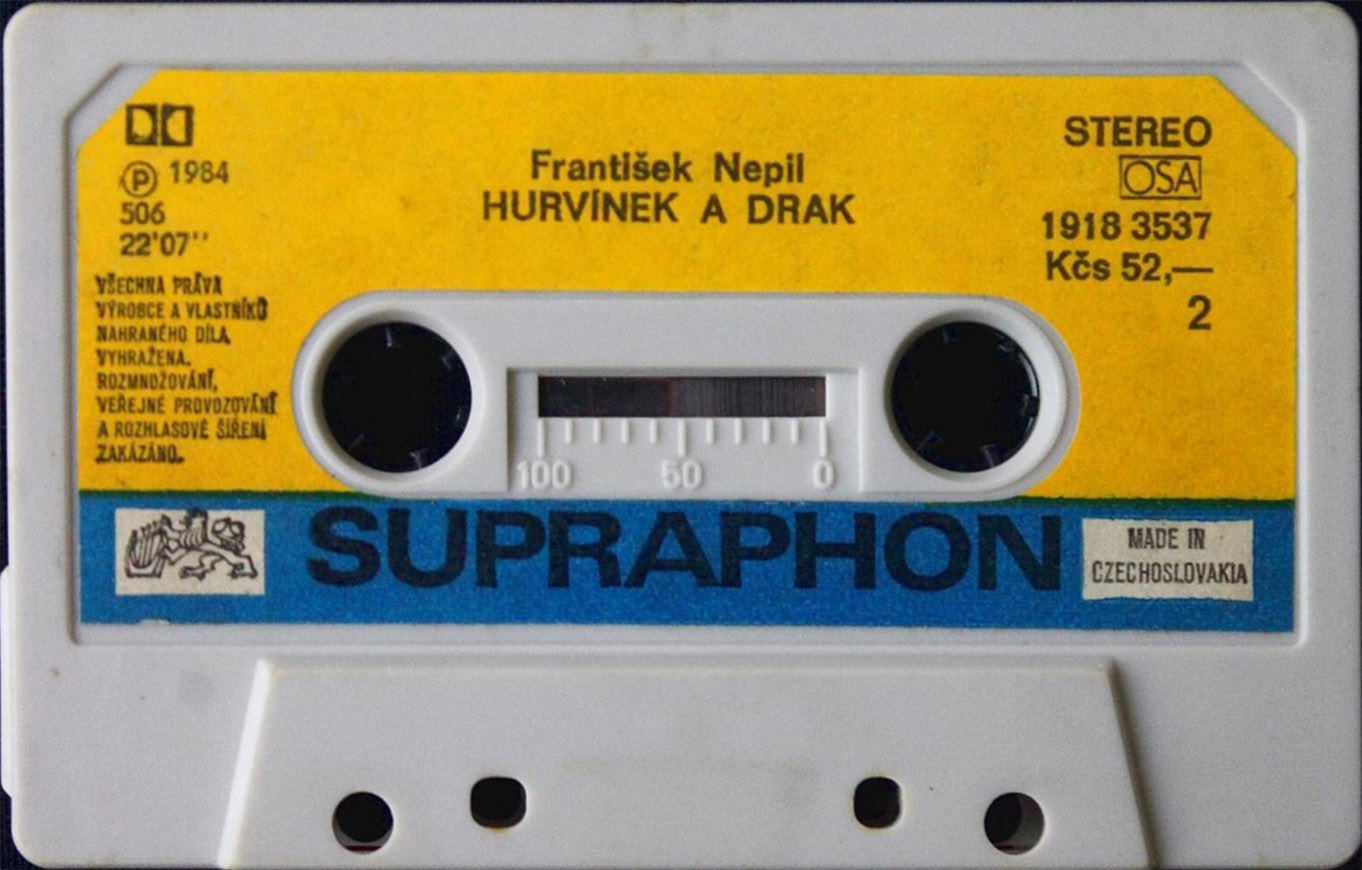 ℗ 1984
506
22'07''
VŠECHNA PRÁVA
VÝROBCE A VLASTNÍKŮ
NAHRANÉHO DÍLA
VYHRAŽENA.
ROZMNOŽOVÁNÍ,
VEŘEJNÉ PROVOZOVÁNÍ
A ROZHLASOVÉ ŠÍŘENÍ
ZAKÁZÁNO.
František Nepil
HURVÍNEK A DRAK
STEREO
OSA
1918 3537
Kčs 52,—
2
100 50 0
SUPRAPHON
MADE IN
CZECHOSLOVAKIA